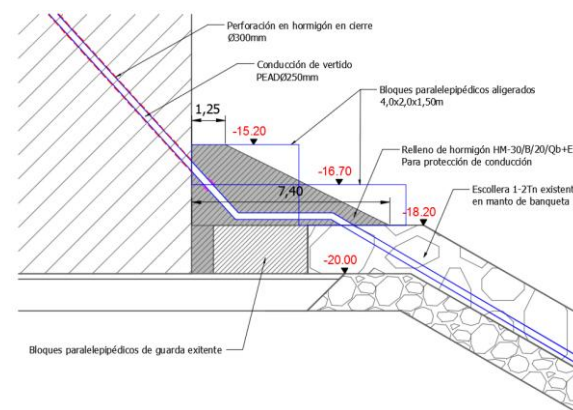 Perforación en hormigón en cierre
Ø300mm
Conducción de vertido
PEADØ250mm
Bloques paralelepipédicos aligerados
4,0x2,0x1,50m
1,25
-15.20
Relleno de hormigón HM-30/B/20/Qb+E
Para protección de conducción
-16.70
7,40
Escollera 1-2Tn existente
en manto de banqueta
-18.20
-20.00
Bloques paralelepipédicos de guarda exitente